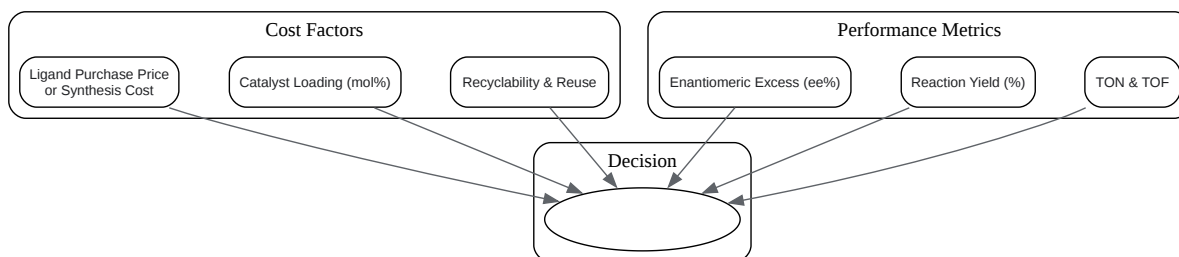 Cost Factors
Performance Metrics
Ligand Purchase Price
or Synthesis Cost
Catalyst Loading (mol%)
Recyclability & Reuse
Enantiomeric Excess (ee%)
Reaction Yield (%)
TON & TOF
Decision